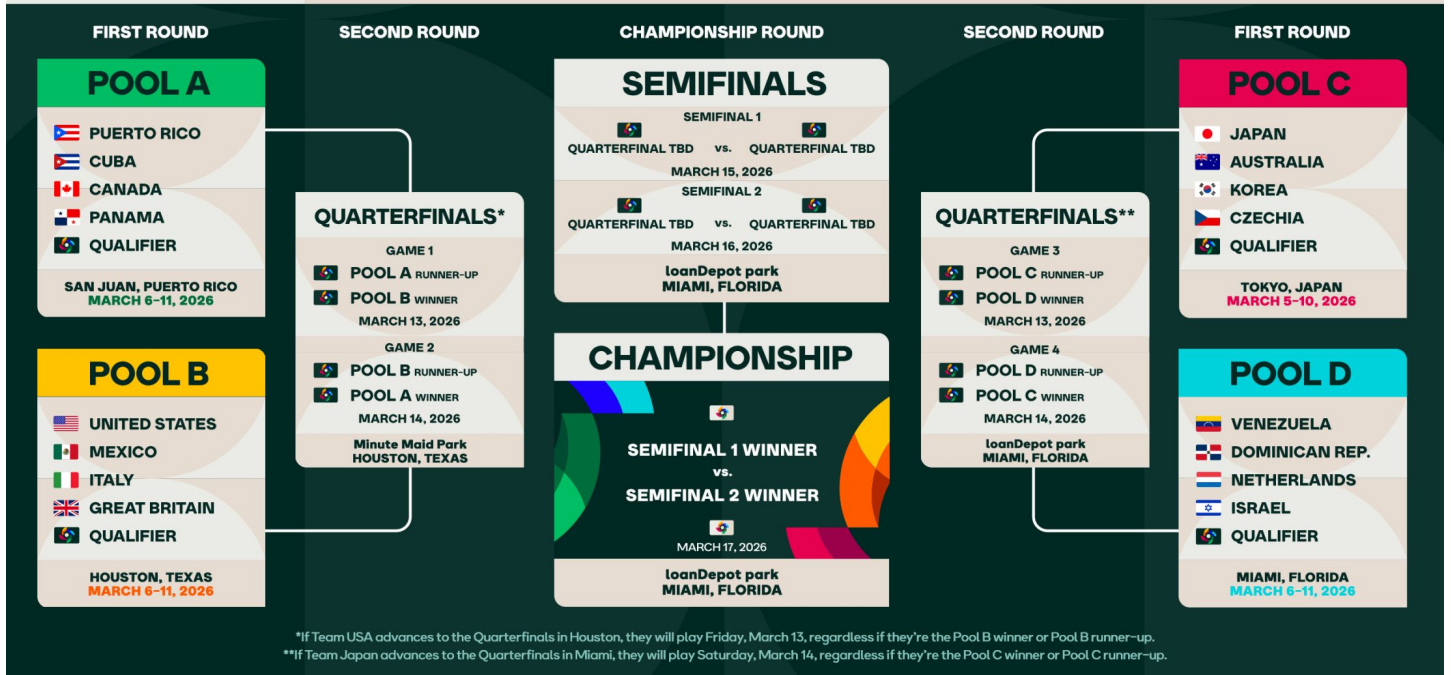 FIRST ROUND
SECOND ROUND
CHAMPIONSHIP ROUND
SECOND ROUND
FIRST ROUND
POOL A
PUERTO RICO
CUBA
CANADA
PANAMA
QUALIFIER
SAN JUAN, PUERTO RICO
MARCH 6-11, 2026
POOL B
UNITED STATES
MEXICO
ITALY
GREAT BRITAIN
QUALIFIER
HOUSTON, TEXAS
MARCH 6-11, 2026
QUARTERFINALS*
GAME 1
POOL A RUNNER-UP
POOL B WINNER
MARCH 13, 2026
GAME 2
POOL B RUNNER-UP
POOL A WINNER
MARCH 14, 2026
Minute Maid Park
HOUSTON, TEXAS
SEMIFINALS
SEMIFINAL 1
QUARTERFINAL TBD vs. QUARTERFINAL TBD
MARCH 15, 2026
SEMIFINAL 2
QUARTERFINAL TBD vs. QUARTERFINAL TBD
MARCH 16, 2026
loanDepot park
MIAMI, FLORIDA
CHAMPIONSHIP
SEMIFINAL 1 WINNER
vs.
SEMIFINAL 2 WINNER
MARCH 17, 2026
loanDepot park
MIAMI, FLORIDA
QUARTERFINALS**
GAME 3
POOL C RUNNER-UP
POOL D WINNER
MARCH 13, 2026
GAME 4
POOL D RUNNER-UP
POOL C WINNER
MARCH 14, 2026
loanDepot park
MIAMI, FLORIDA
POOL C
JAPAN
AUSTRALIA
KOREA
CZECHIA
QUALIFIER
TOKYO, JAPAN
MARCH 5-10, 2026
POOL D
VENEZUELA
DOMINICAN REP.
NETHERLANDS
ISRAEL
QUALIFIER
MIAMI, FLORIDA
MARCH 6-11, 2026
*If Team USA advances to the Quarterfinals in Houston, they will play Friday, March 13, regardless if they're the Pool B winner or Pool B runner-up.
**If Team Japan advances to the Quarterfinals in Miami, they will play Saturday, March 14, regardless if they're the Pool C winner or Pool C runner-up.